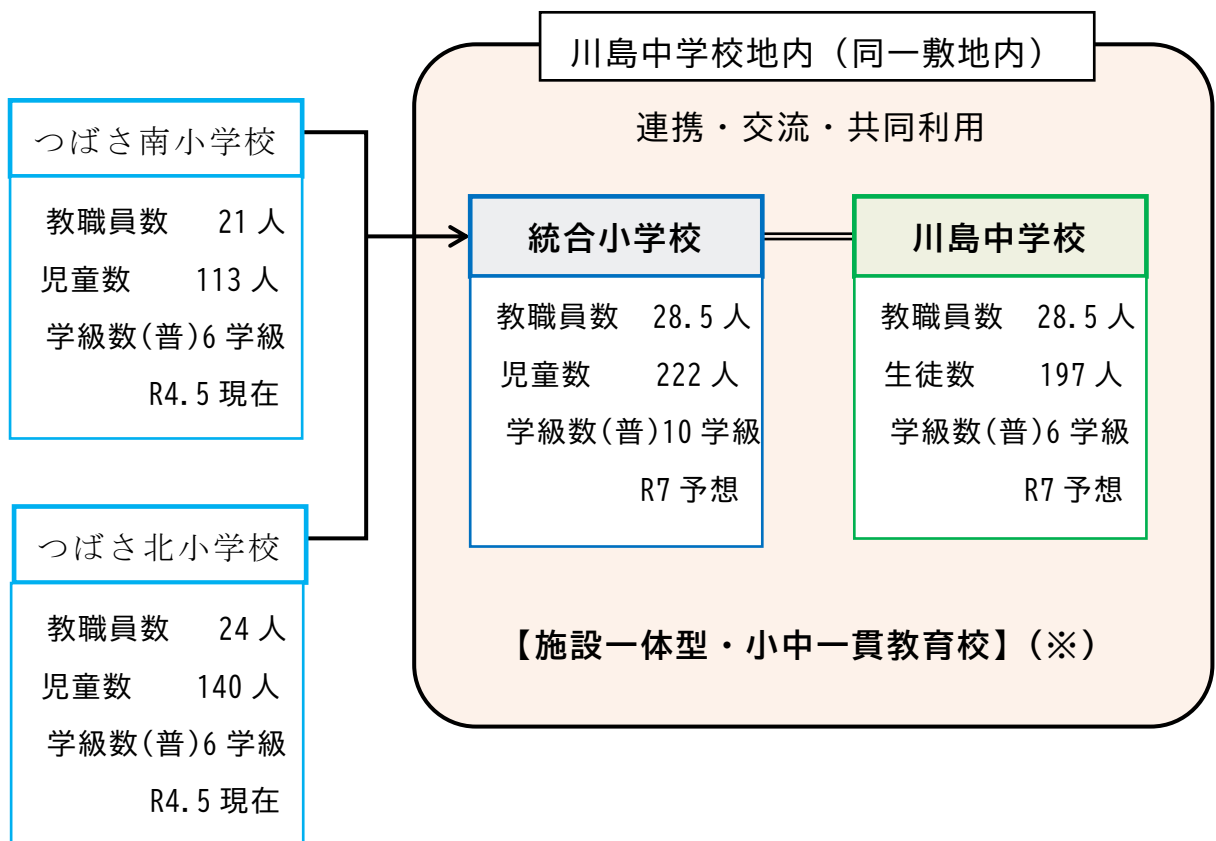 川島中学校地内（同一敷地内）
連携・交流・共同利用
つばさ南小学校
教職員数 21人
児童数 113人
学級数(普)6学級
R4.5現在
つばさ北小学校
教職員数 24人
児童数 140人
学級数(普)6学級
R4.5現在
統合小学校
教職員数 28.5人
児童数 222人
学級数(普)10学級
R7予想
川島中学校
教職員数 28.5人
生徒数 197人
学級数(普)6学級
R7予想
【施設一体型・小中一貫教育校】(※)